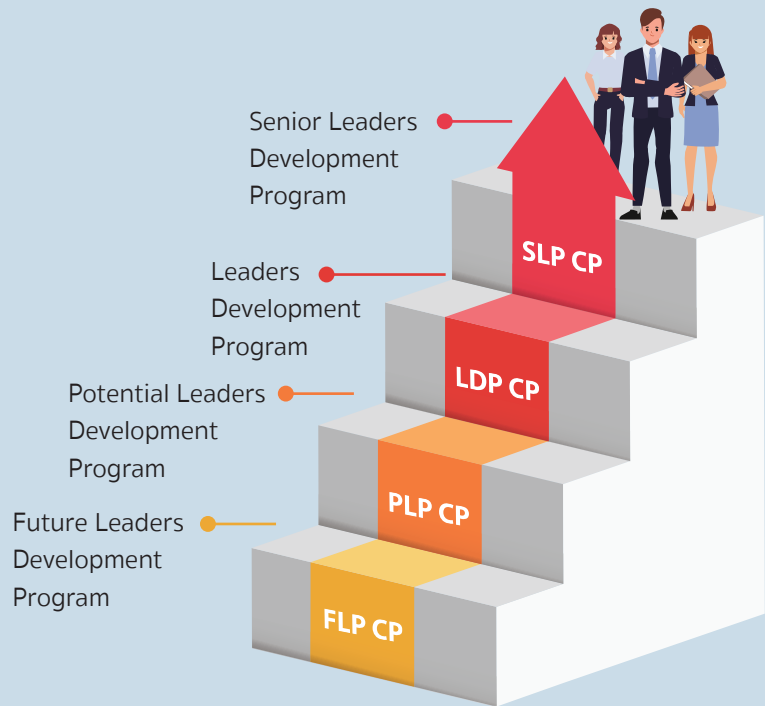 Senior Leaders
Development
Program
SLP CP
Leaders
Development
Program
LDP CP
Potential Leaders
Development
Program
PLP CP
Future Leaders
Development
Program
FLP CP